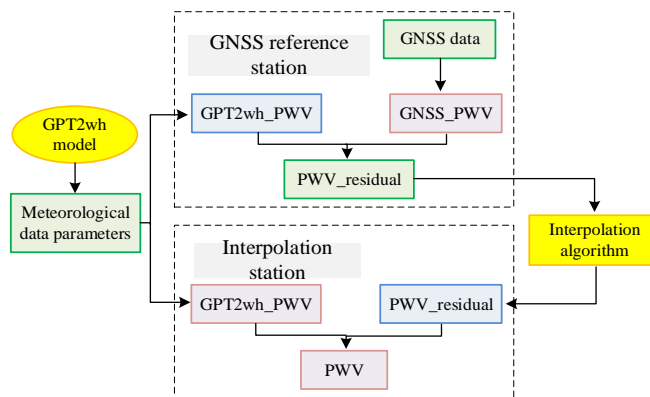 GNSS reference
station
GNSS data
GPT2wh
model
GPT2wh_PWV
GNSS_PWV
PWV_residual
Meteorological
data parameters
Interpolation
algorithm
Interpolation
station
GPT2wh_PWV
PWV_residual
PWV